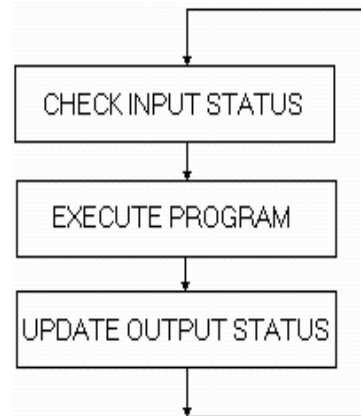 CHECK INPUT STATUS
EXECUTE PROGRAM
UPDATE OUTPUT STATUS